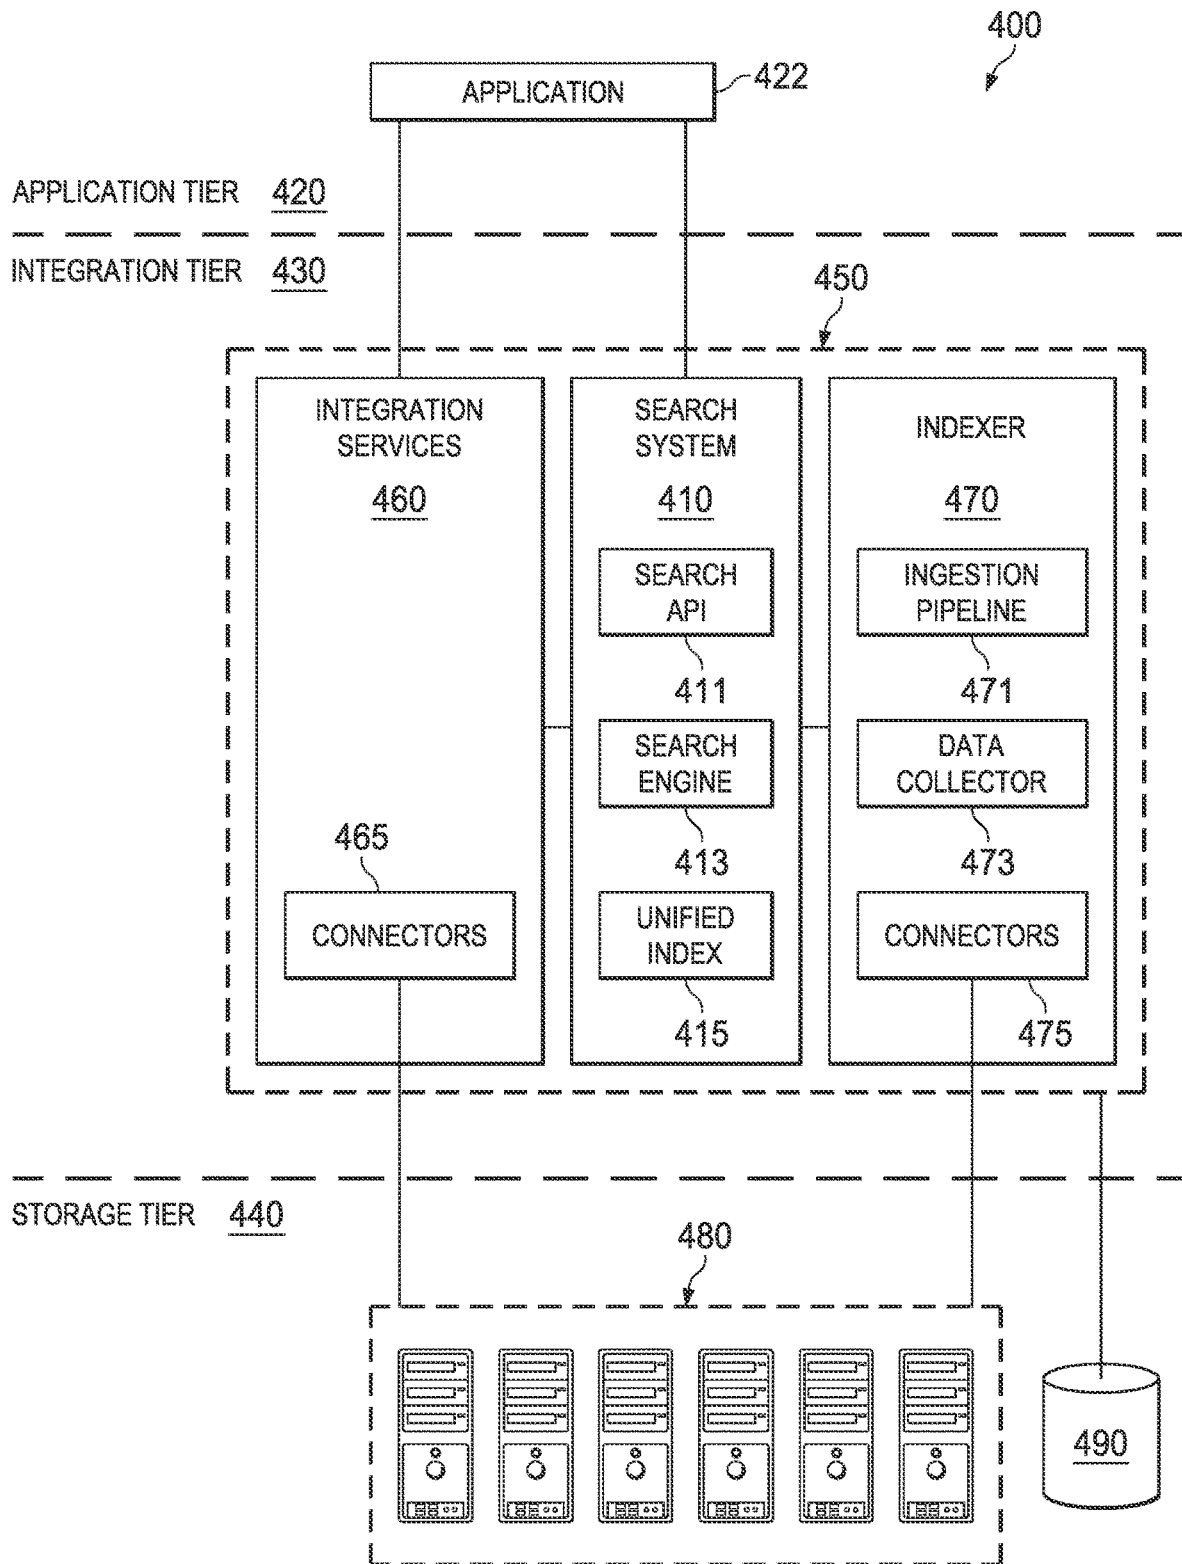 400
APPLICATION
422
APPLICATION TIER 420
INTEGRATION TIER 430
450
INTEGRATION
SERVICES
460
465
CONNECTORS
SEARCH
SYSTEM
410
SEARCH
API
411
SEARCH
ENGINE
413
UNIFIED
INDEX
415
INDEXER
470
INGESTION
PIPELINE
471
DATA
COLLECTOR
473
CONNECTORS
475
STORAGE TIER 440
480
490